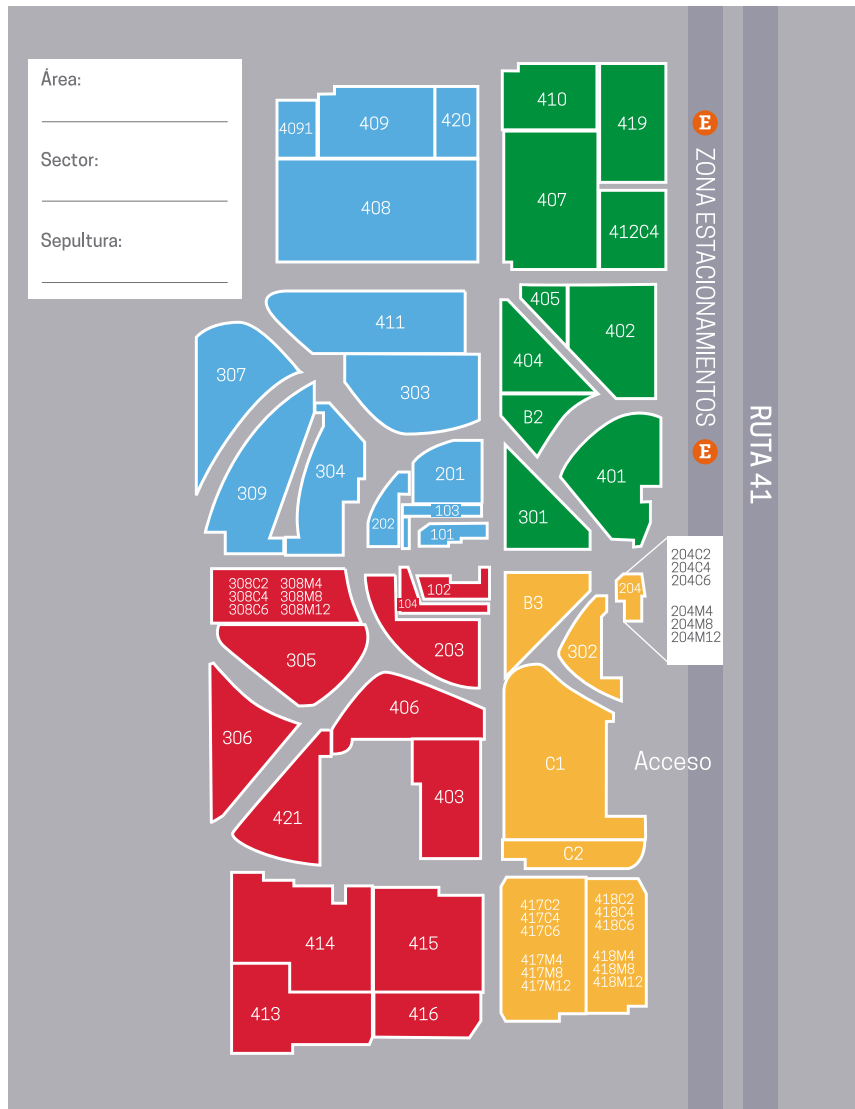 Área:
Sector:
Sepultura:
4091
409
420
408
410
419
407
412C4
E
ZONA ESTACIONAMIENTOS
E
RUTA 41
411
307
303
309
304
201
202
103
101
405
402
404
B2
401
301
308C2 308M4
308C4 308M8
308C6 308M12
102
104
305
203
306
406
421
403
B3
204
302
204C2
204C4
204C6
204M4
204M8
204M12
C1
Acceso
C2
414
415
413
416
417C2
417C4
417C6
417M4
417M8
417M12
418C2
418C4
418C6
418M4
418M8
418M12